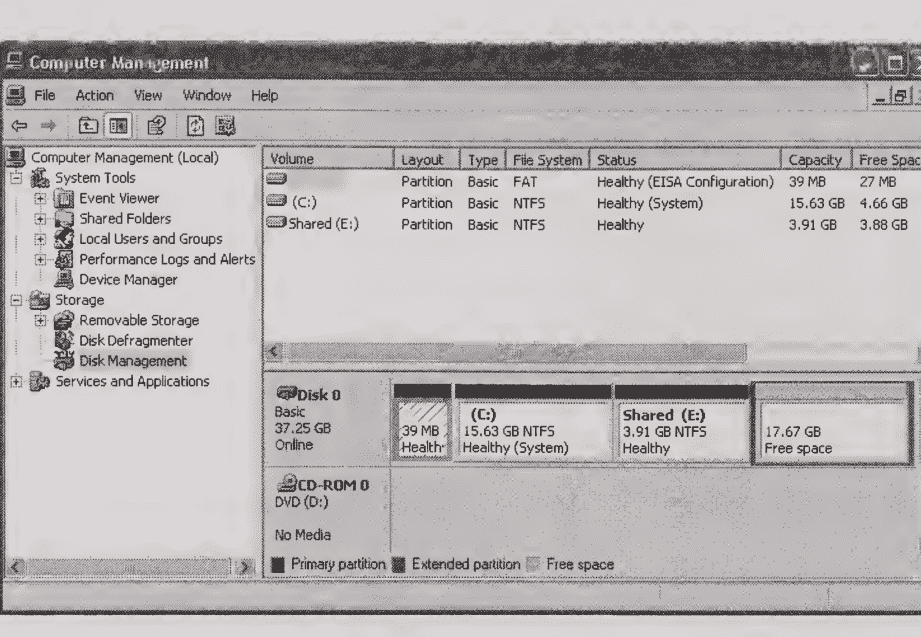 Computer Management
File Action View Window Help
Computer Management (Local)
System Tools
Event Viewer
Shared Folders
Local Users and Groups
Performance Logs and Alerts
Device Manager
Storage
Removable Storage
Disk Defragmenter
Disk Management
Services and Applications
Volume Layout Type File System Status Capacity Free Spac
Partition Basic FAT Healthy (EISA Configuration) 39 MB 27 MB
(C:) Partition Basic NTFS Healthy (System) 15.63 GB 4.66 GB
Shared (E:) Partition Basic NTFS Healthy 3.91 GB 3.88 GB
Disk 0
Basic
37.25 GB
Online
39 MB
Health
(C:)
15.63 GB NTFS
Healthy (System)
Shared (E:)
3.91 GB NTFS
Healthy
17.67 GB
Free space
CD-ROM 0
DVD (D:)
No Media
Primary partition Extended partition Free space